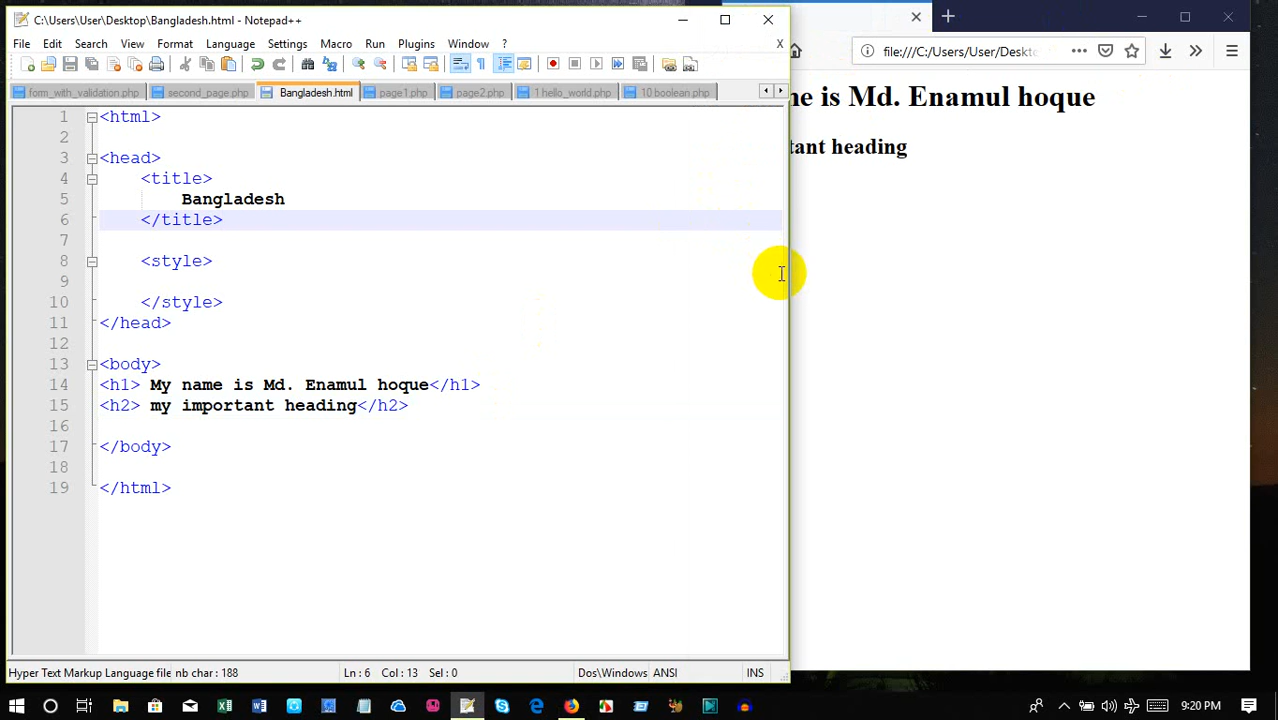 C:\Users\User\Desktop\Bangladesh.html - Notepad++
File Edit Search View Format Language Settings Macro Run Plugins Window ? X
form_with_validation.php second_page.php Bangladesh.html page1.php page2.php 1 hello_world.php 10 boolean.php
1 <html>
2
3 <head>
4 <title>
5 Bangladesh
6 </title>
7
8 <style>
9
10 </style>
11 </head>
12
13 <body>
14 <h1> My name is Md. Enamul hoque</h1>
15 <h2> my important heading</h2>
16
17 </body>
18
19 </html>
Hyper Text Markup Language file nb char : 188 Ln : 6 Col : 13 Sel : 0 Dos\Windows ANSI INS
file:///C:/Users/User/Deskt
me is Md. Enamul hoque
tant heading
9:20 PM